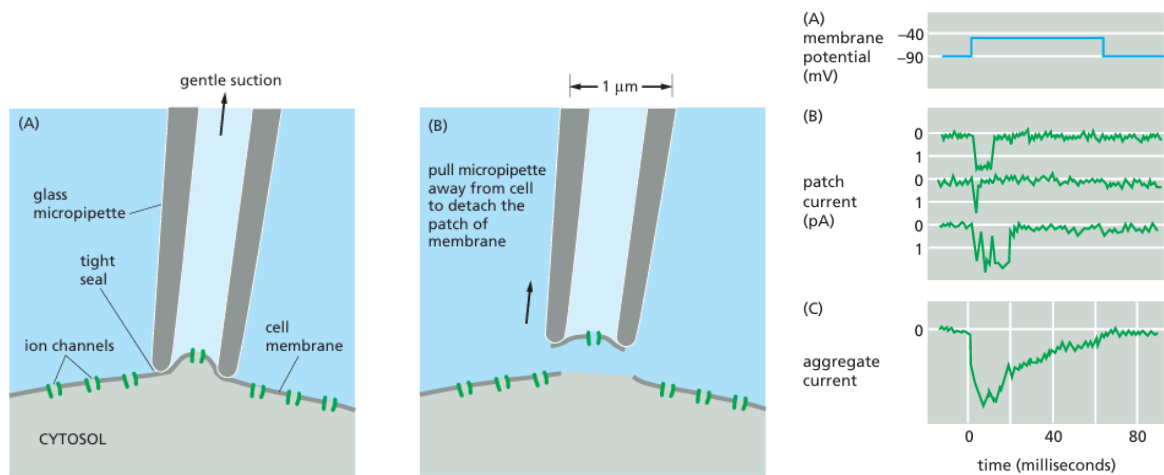 (A)
gentle suction
glass
micropipette
tight
seal
ion channels
cell
membrane
CYTOSOL
(B)
1 μm
pull micropipette
away from cell
to detach the
patch of
membrane
(A)
membrane
potential
(mV)
–40
–90
(B)
patch
current
(pA)
0
1
0
1
0
1
(C)
aggregate
current
0
0 40 80
time (milliseconds)